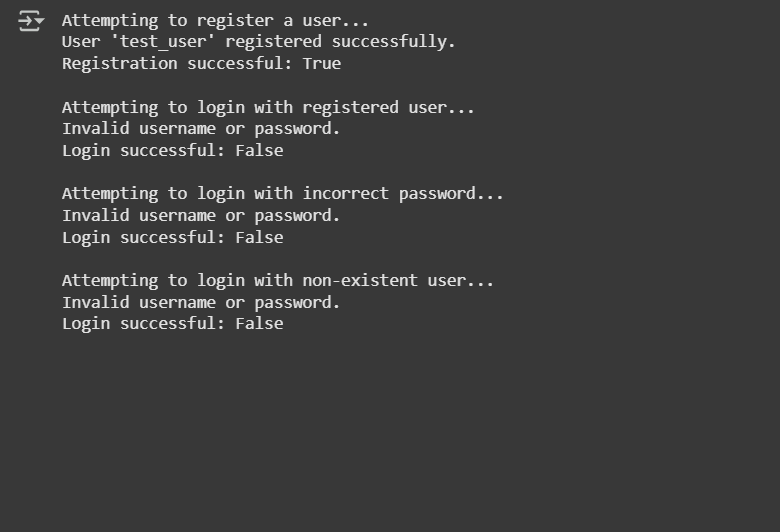 Attempting to register a user...
User 'test_user' registered successfully.
Registration successful: True
Attempting to login with registered user...
Invalid username or password.
Login successful: False
Attempting to login with incorrect password...
Invalid username or password.
Login successful: False
Attempting to login with non-existent user...
Invalid username or password.
Login successful: False